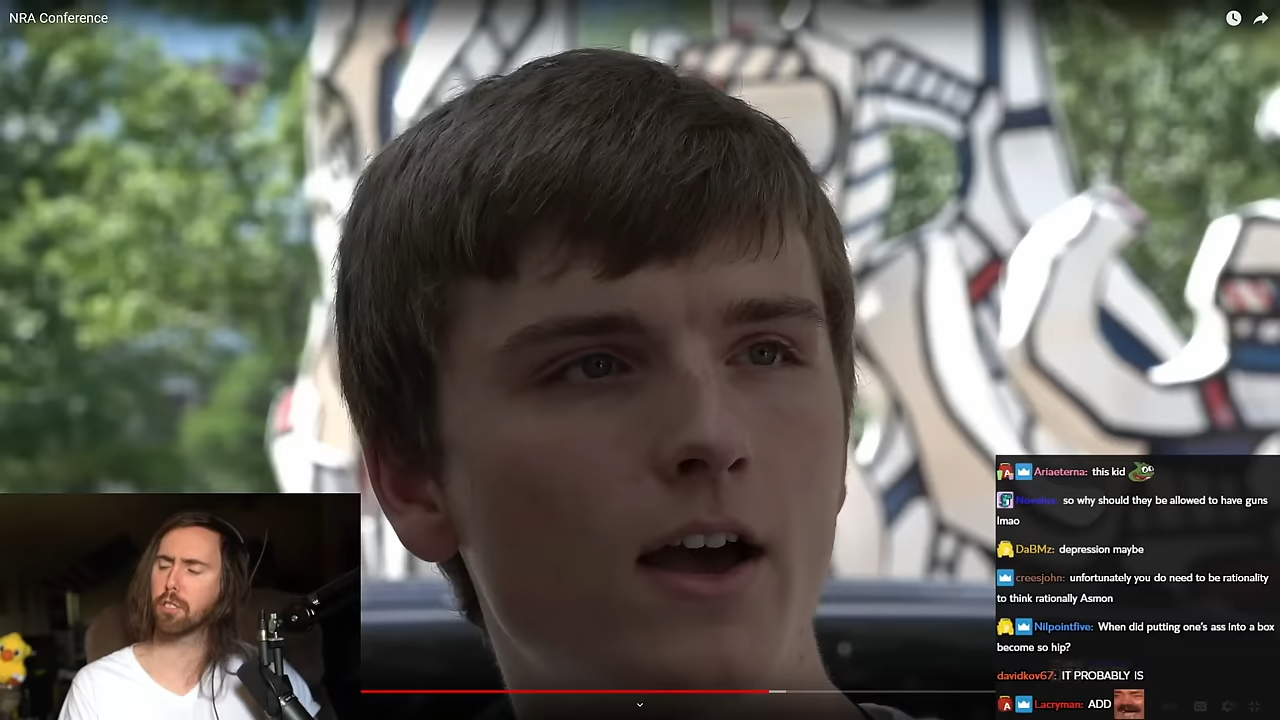 NRA Conference
Ariaeterna: this kid
Novulux: so why should they be allowed to have guns
lmao
DaBMz: depression maybe
creesjohn: unfortunately you do need to be rationality
to think rationally Asmon
Nilpointfive: When did putting one's ass into a box
become so hip?
davidkov67: IT PROBABLY IS
Lacryman: ADD